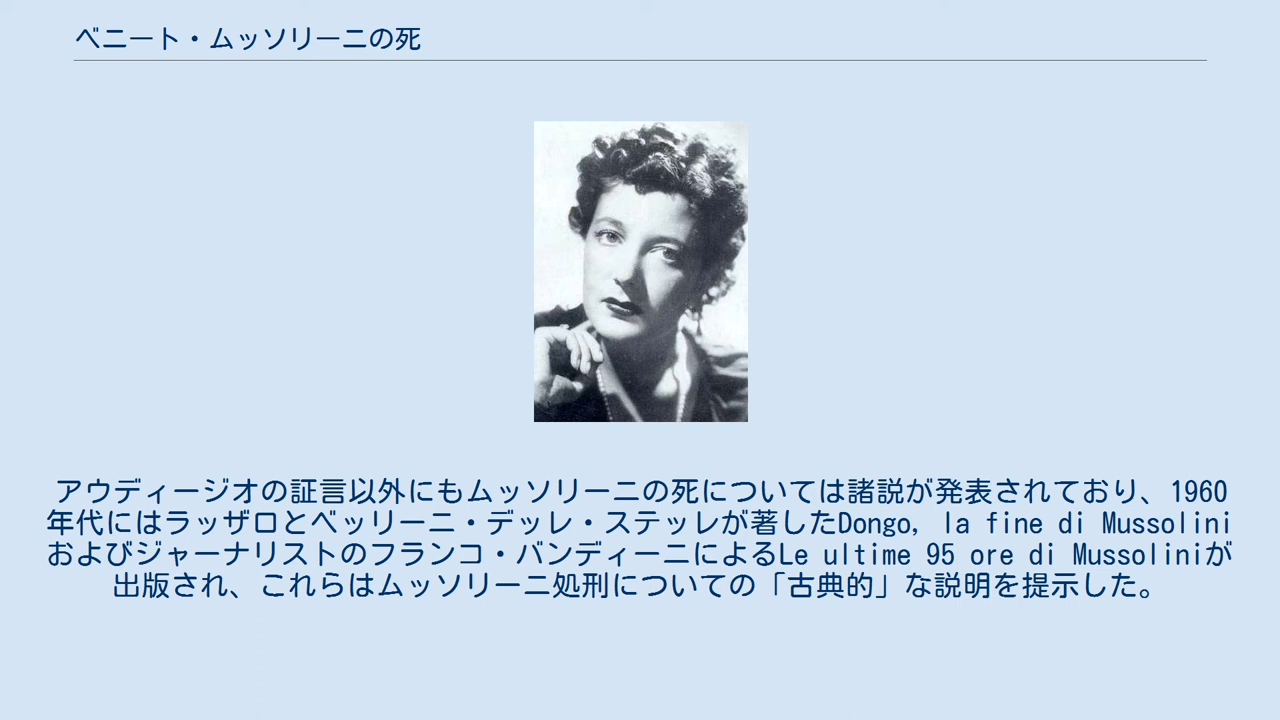 ベニート・ムッソリーニの死
アウディージオの証言以外にもムッソリーニの死については諸説が発表されており、1960
年代にはラッザロとベッリーニ・デッレ・ステッレが著したDongo, la fine di Mussolini
およびジャーナリストのフランコ・バンディーニによるLe ultime 95 ore di Mussoliniが
出版され、これらはムッソリーニ処刑についての「古典的」な説明を提示した。